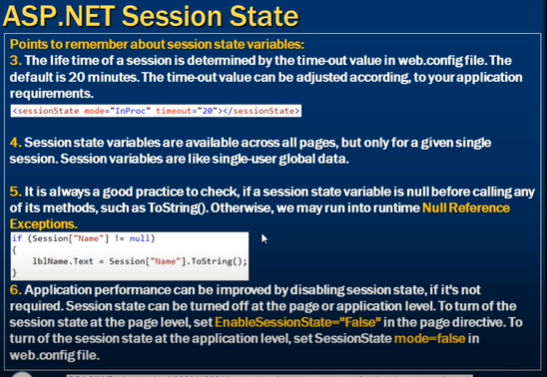 ASP.NET Session State
Points to remember about session state variables:
3. The life time of a session is determined by the time-out value in web.config file. The
default is 20 minutes. The time-out value can be adjusted according, to your application
requirements.
<sessionState mode="InProc" timeout="20"></sessionState>
4. Session state variables are available across all pages, but only for a given single
session. Session variables are like single-user global data.
5. It is always a good practice to check, if a session state variable is null before calling any
of its methods, such as ToString(). Otherwise, we may run into runtime Null Reference
Exceptions.
if (Session["Name"] != null)
{
lblName.Text = Session["Name"].ToString();
}
6. Application performance can be improved by disabling session state, if it's not
required. Session state can be turned off at the page or application level. To turn of the
session state at the page level, set EnableSessionState="False" in the page directive. To
turn of the session state at the application level, set SessionState mode=false in
web.config file.